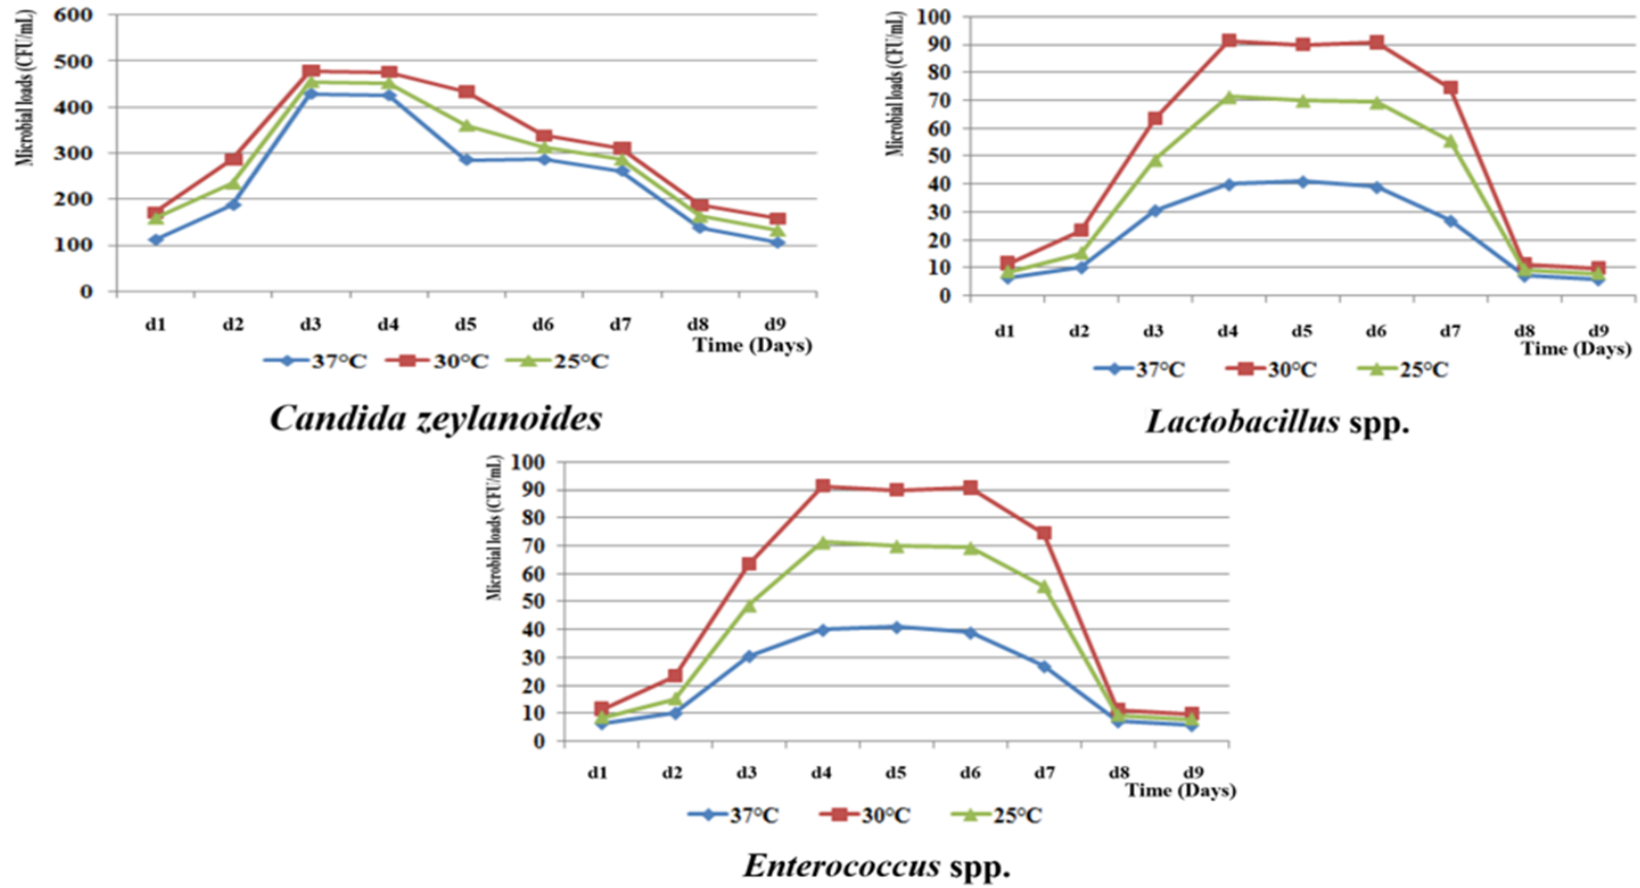 Microbial loads (CFU/mL)
600
500
400
300
200
100
0
d1 d2 d3 d4 d5 d6 d7 d8 d9
Time (Days)
37°C 30°C 25°C
Candida zeylanoides
Microbial loads (CFU/mL)
100
90
80
70
60
50
40
30
20
10
0
d1 d2 d3 d4 d5 d6 d7 d8 d9
Time (Days)
37°C 30°C 25°C
Lactobacillus spp.
Microbial loads (CFU/mL)
100
90
80
70
60
50
40
30
20
10
0
d1 d2 d3 d4 d5 d6 d7 d8 d9
Time (Days)
37°C 30°C 25°C
Enterococcus spp.